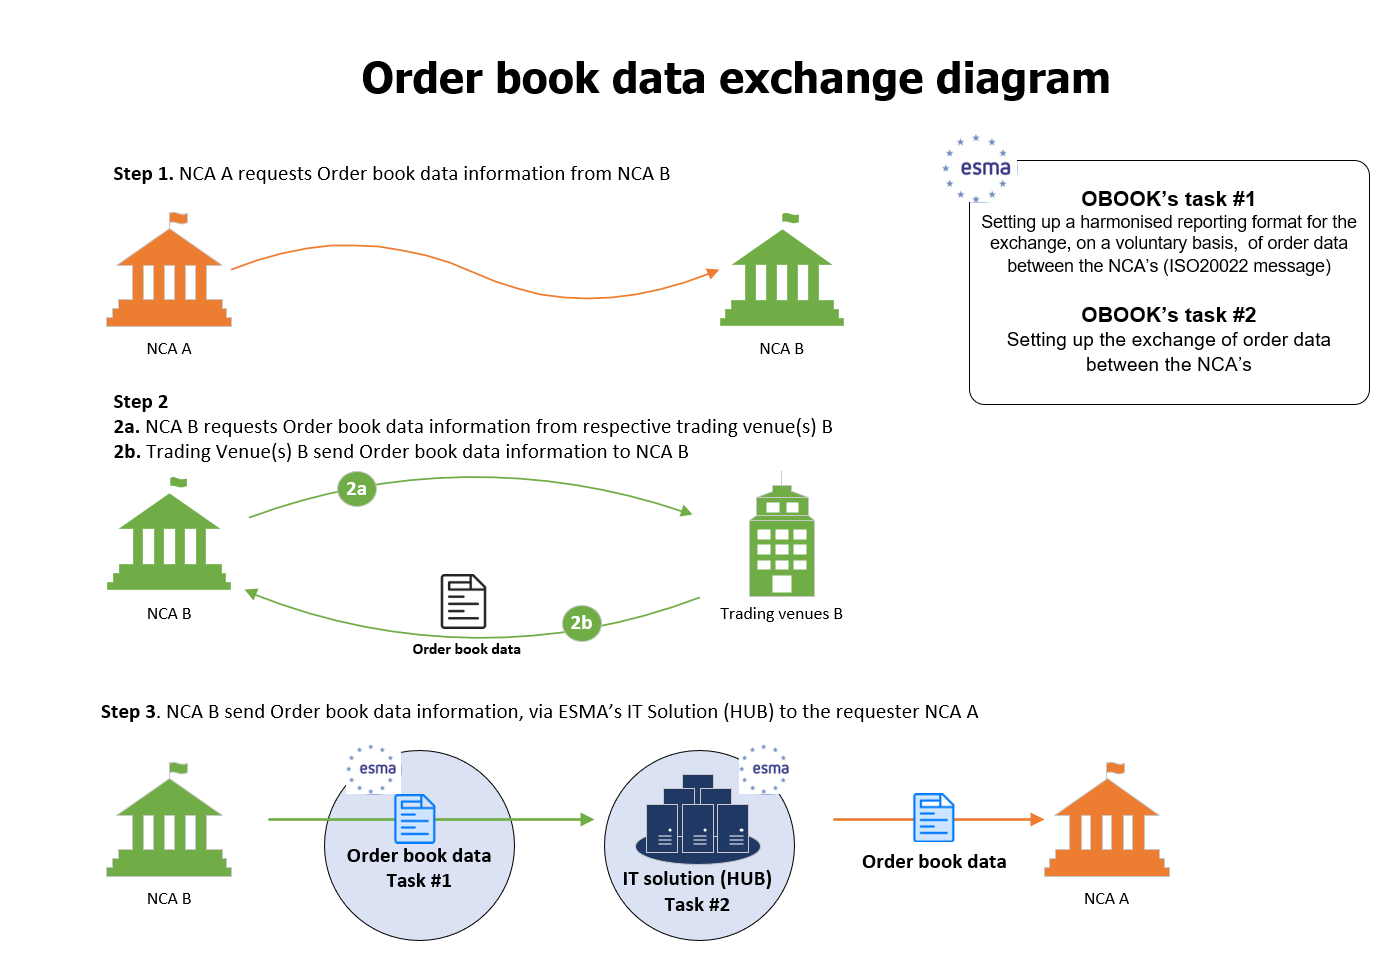 Order book data exchange diagram
Step 1. NCA A requests Order book data information from NCA B
NCA A
NCA B
esma
OBOOK's task #1
Setting up a harmonised reporting format for the
exchange, on a voluntary basis,  of order data
between the NCA's (ISO20022 message)
OBOOK's task #2
Setting up the exchange of order data
between the NCA's
Step 2
2a. NCA B requests Order book data information from respective trading venue(s) B
2b. Trading Venue(s) B send Order book data information to NCA B
2a
NCA B
Order book data
2b
Trading venues B
Step 3. NCA B send Order book data information, via ESMA's IT Solution (HUB) to the requester NCA A
NCA B
esma
Order book data
Task #1
esma
IT solution (HUB)
Task #2
Order book data
NCA A